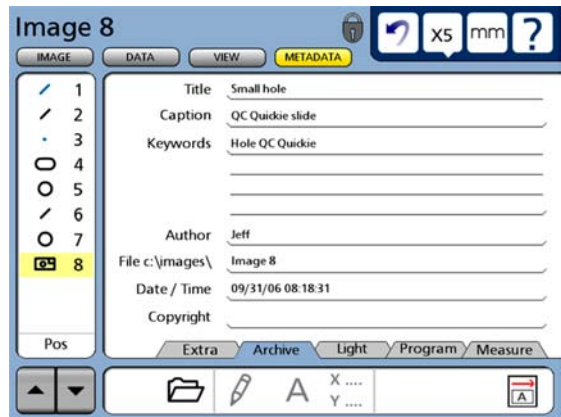 Image 8
X5 mm ?
IMAGE DATA VIEW METADATA
1
2
3
4
5
6
7
8
Pos
Title Small hole
Caption QC Quickie slide
Keywords Hole QC Quickie
Author Jeff
File c:\images\ Image 8
Date / Time 09/31/06 08:18:31
Copyright
Extra Archive Light Program Measure
A X ....
Y ....
A